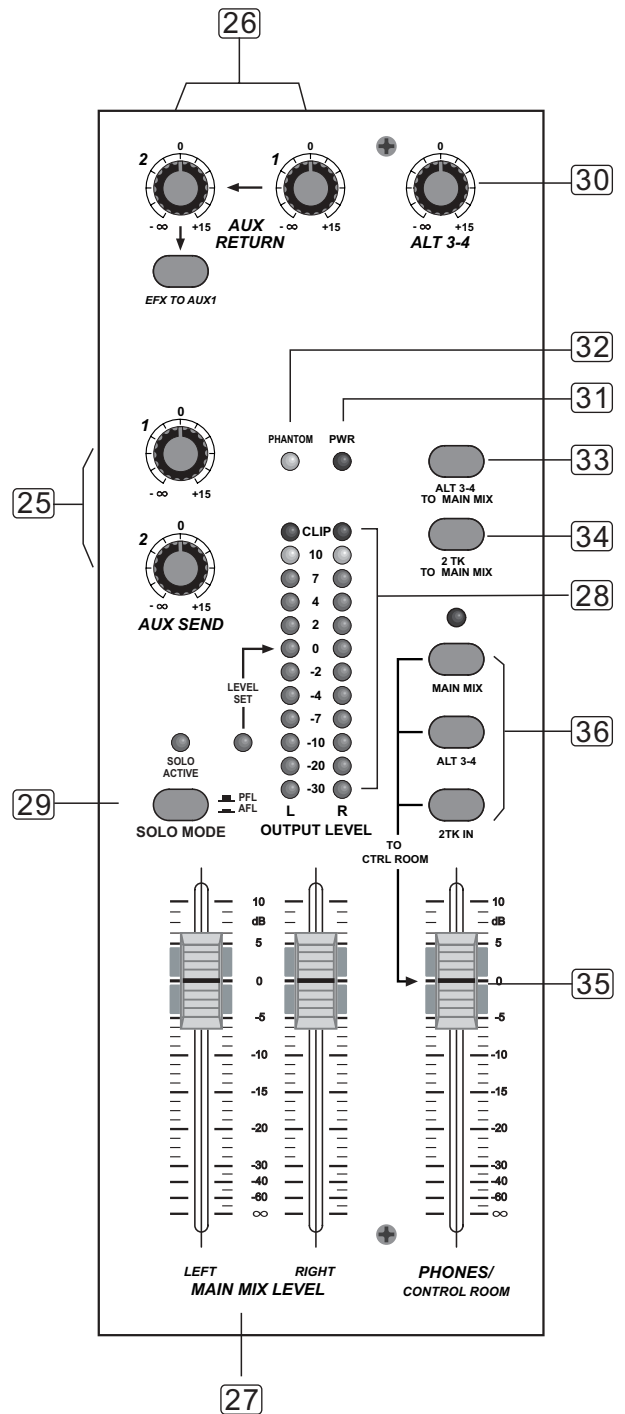 26
0 0 0
2 1
30
- ∞ +15 AUX RETURN - ∞ +15 - ∞ +15
ALT 3-4
EFX TO AUX1
32
31
0
1
PHANTOM PWR
33
- ∞ +15
ALT 3-4
TO MAIN MIX
25
34
0
2
CLIP
10
2 TK
TO MAIN MIX
7
28
- ∞ +15
4
AUX SEND
2
0
LEVEL
SET
-2
MAIN MIX
-4
-7
36
SOLO
ACTIVE
-10
ALT 3-4
-20
29
PFL
AFL
-30
SOLO MODE
L R
OUTPUT LEVEL
2TK IN
TO
CTRL ROOM
10 10
dB dB
5 5
0 0
35
-5 -5
-10 -10
-15 -15
-20 -20
-30 -30
-40 -40
-60 -60
∞ ∞
LEFT RIGHT
MAIN MIX LEVEL
PHONES/
CONTROL ROOM
27